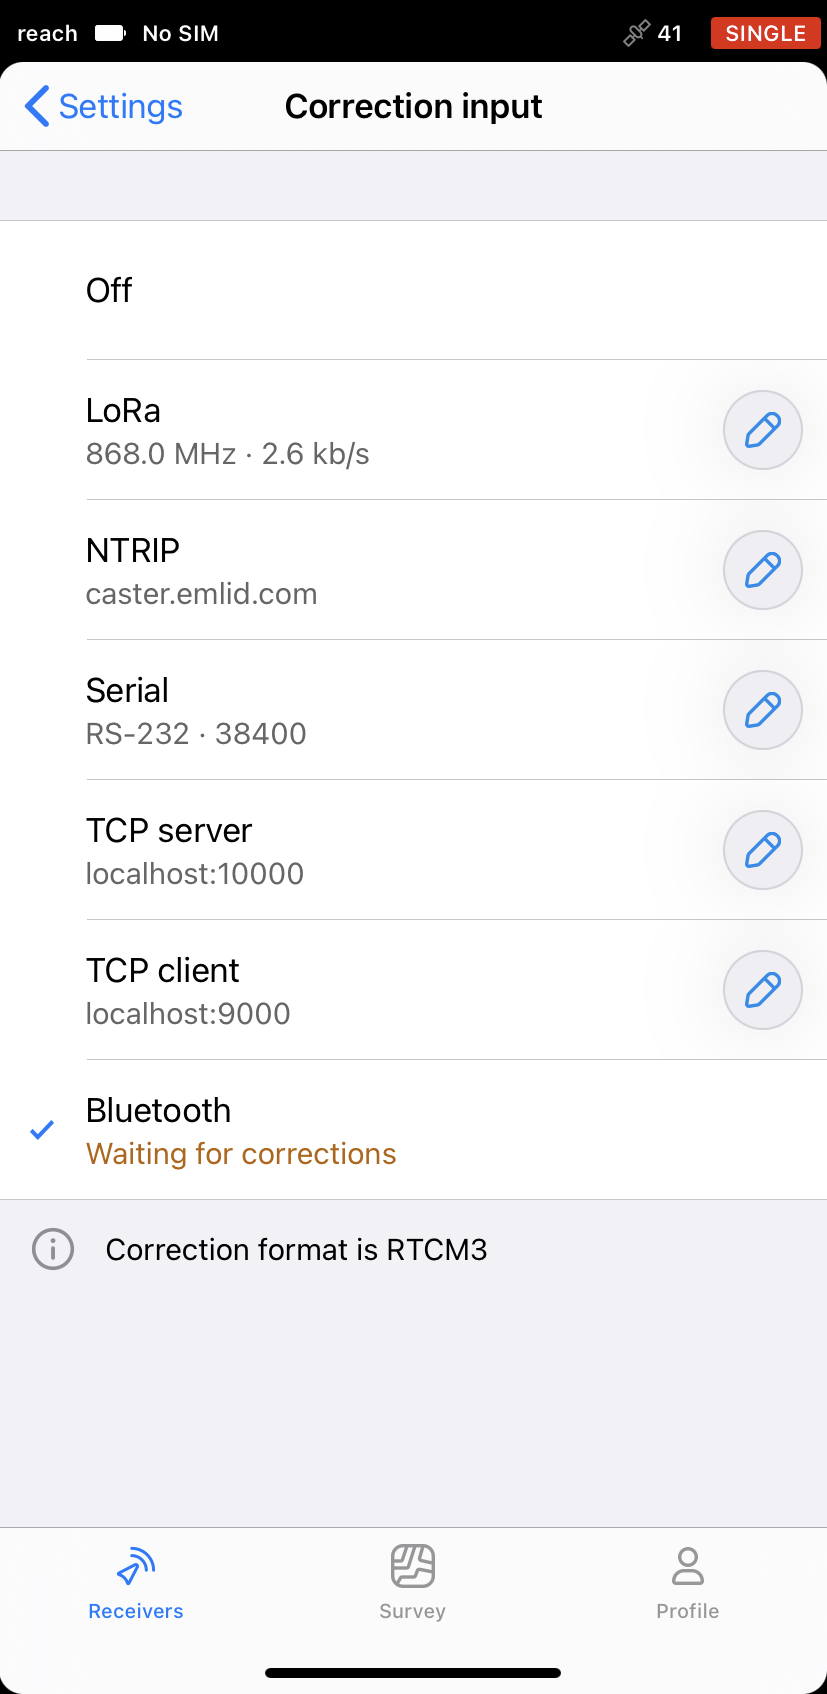 reach No SIM 41 SINGLE
Settings Correction input
Off
LoRa
868.0 MHz · 2.6 kb/s
NTRIP
caster.emlid.com
Serial
RS-232 · 38400
TCP server
localhost:10000
TCP client
localhost:9000
Bluetooth
Waiting for corrections
Correction format is RTCM3
Receivers Survey Profile